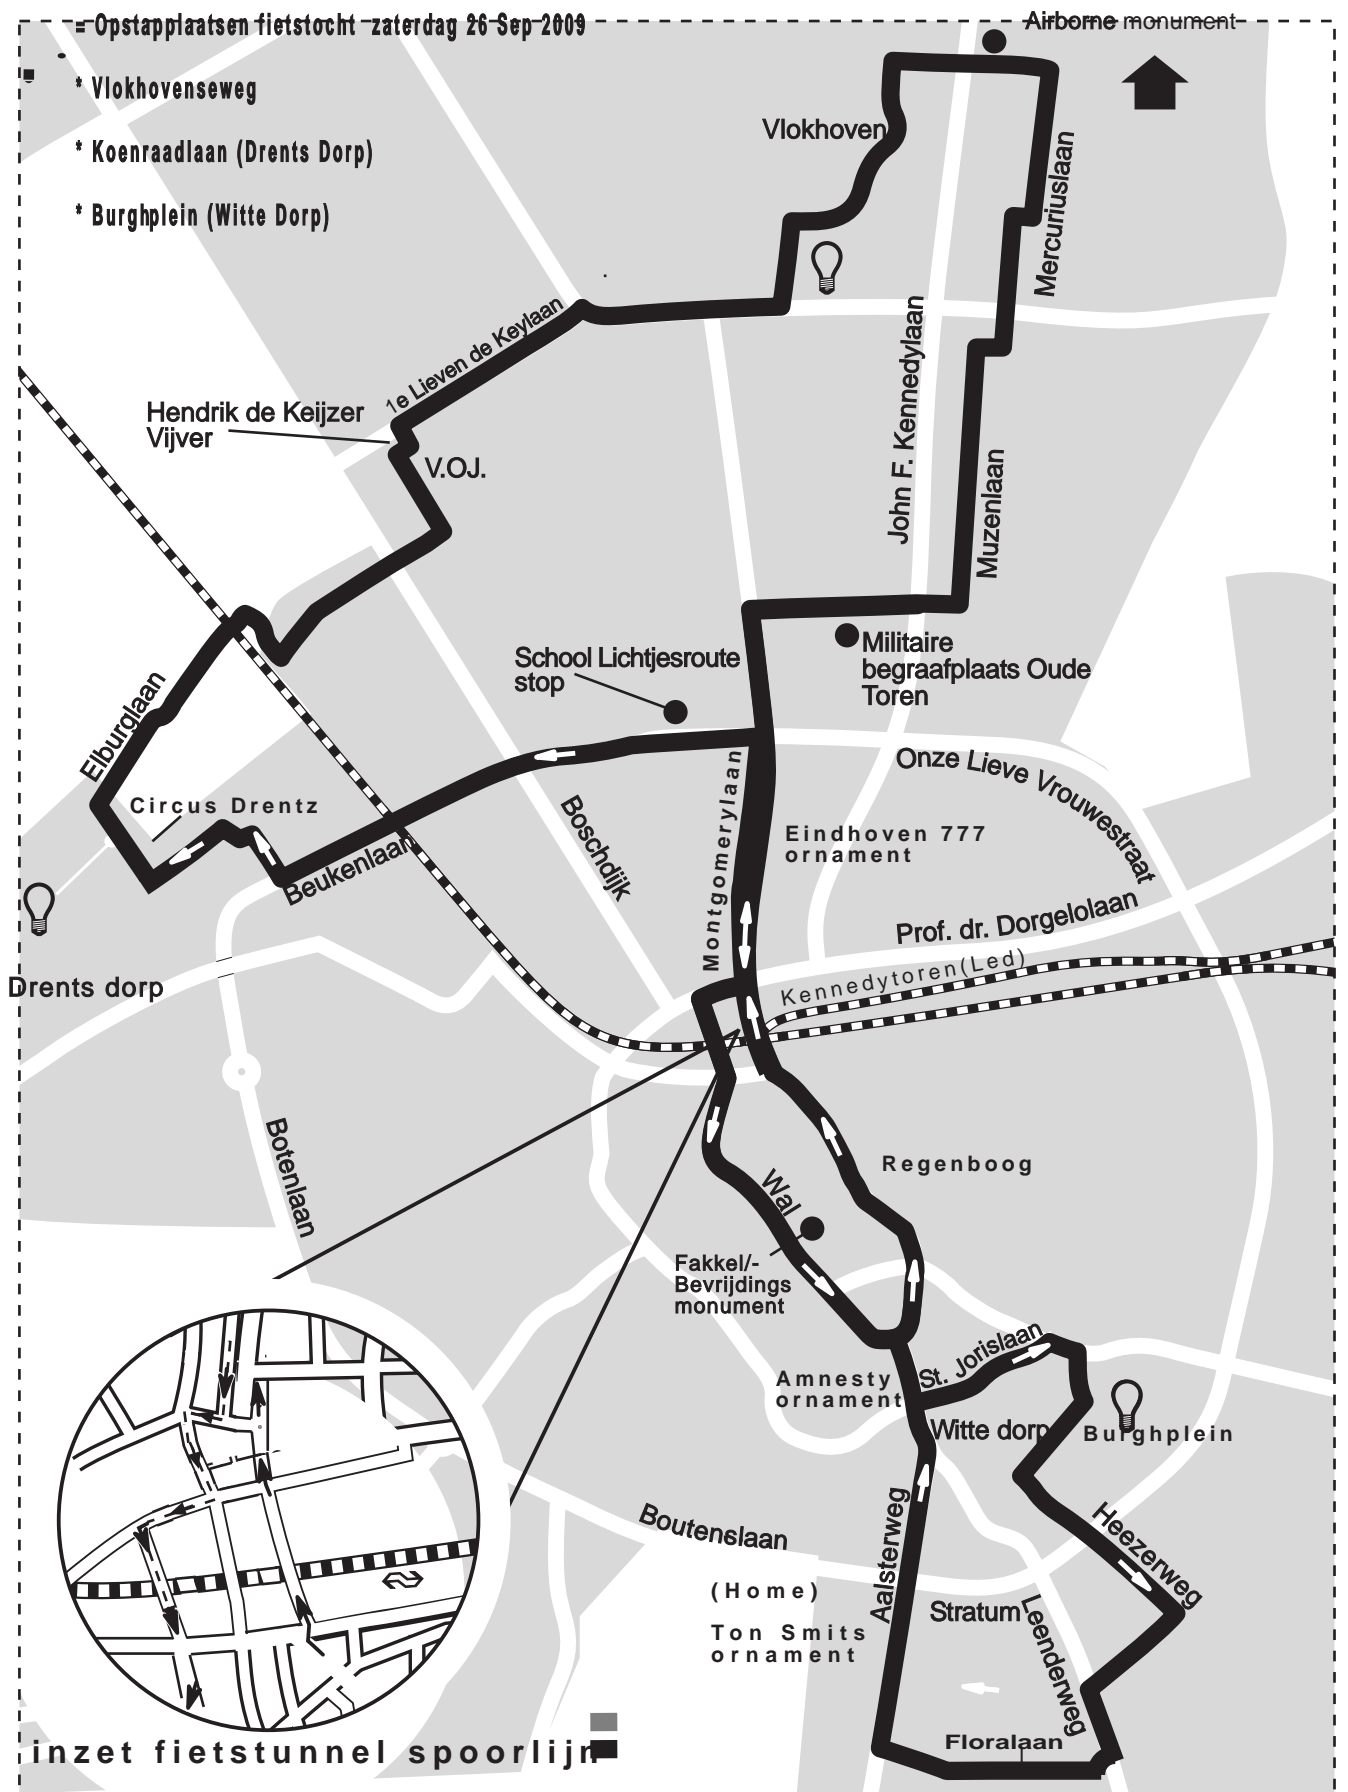 = Opstapplaatsen fietstocht zaterdag 26 Sep 2009
* Vlokhovenseweg
* Koenraadlaan (Drents Dorp)
* Burghplein (Witte Dorp)
Airborne monument
Vlokhoven
Mercuriuslaan
1e Lieven de Keylaan
Hendrik de Keijzer
Vijver
V.OJ.
John F. Kennedylaan
Muzenlaan
School Lichtjesroute
stop
Militaire
begraafplaats Oude
Toren
Elburglaan
Circus Drentz
Beukenlaan
Boschdijk
Montgomerylaan
Onze Lieve Vrouwestraat
Eindhoven 777
ornament
Prof. dr. Dorgelolaan
Kennedytoren(Led)
Drents dorp
Botenlaan
Regenboog
Wal
Fakkel/-
Bevrijdings
monument
St. Jorislaan
Amnesty
ornament
Witte dorp
Burghplein
Boutenslaan
Aalsterweg
Heezerweg
(Home)
Ton Smits
ornament
Stratum
Leenderweg
Floralaan
inzet fietstunnel spoorlijn